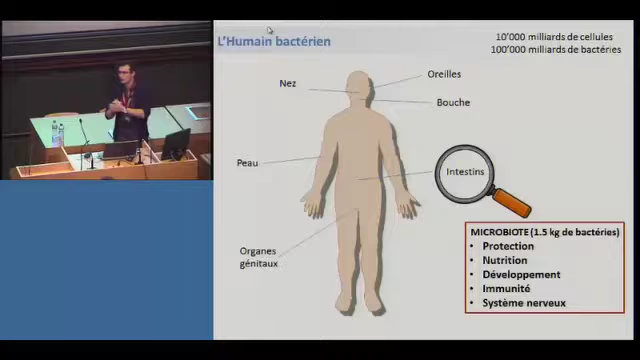 L'Humain bactérien
10'000 milliards de cellules
100'000 milliards de bactéries
Oreilles
Nez
Bouche
Peau
Intestins
Organes
génitaux
MICROBIOTE (1.5 kg de bactéries)
• Protection
• Nutrition
• Développement
• Immunité
• Système nerveux